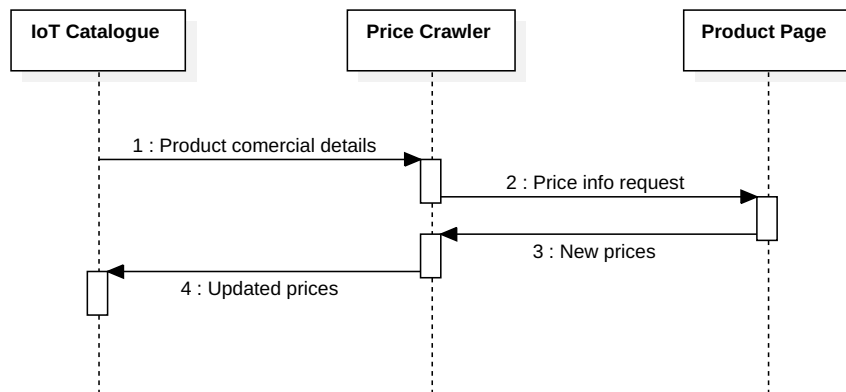 IoT Catalogue
Price Crawler
Product Page
1 : Product comercial details
2 : Price info request
3 : New prices
4 : Updated prices